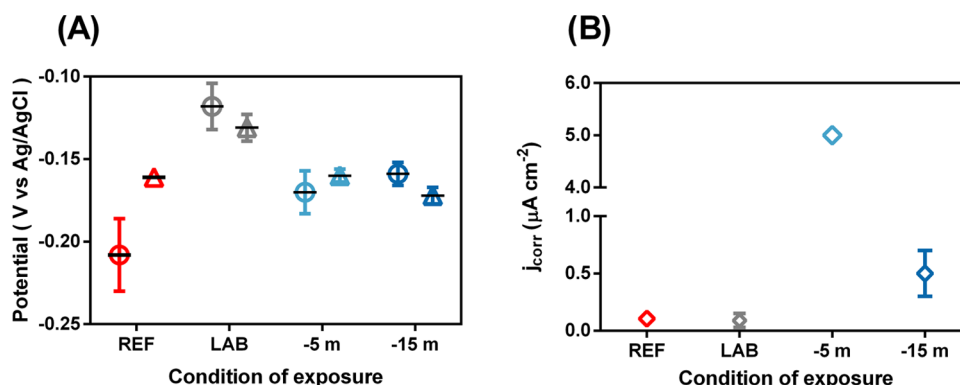 (A)
Potential ( V vs Ag/AgCl )
-0.10
-0.15
-0.20
-0.25
REF LAB -5 m -15 m
Condition of exposure
(B)
jcorr (μA cm⁻²)
6.0
5.0
4.0
1.0
0.5
0.0
REF LAB -5 m -15 m
Condition of exposure